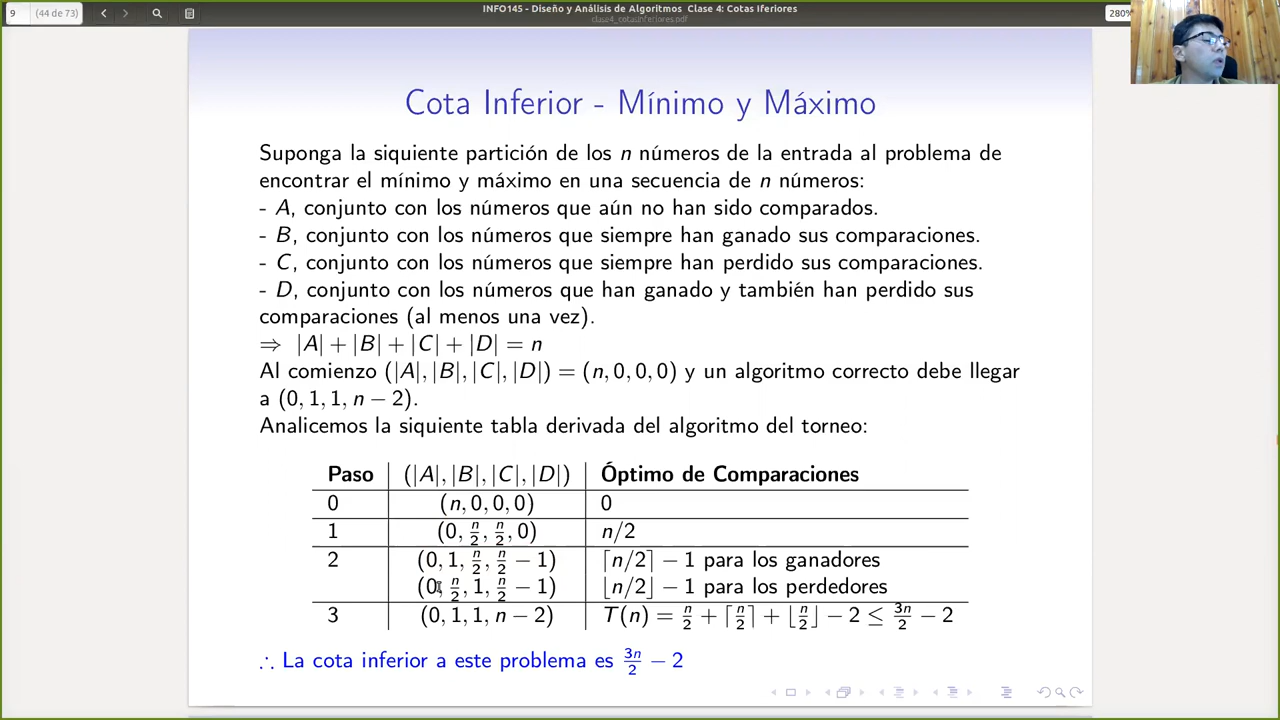 9 (44 de 73)
INFO145 - Diseño y Análisis de Algoritmos Clase 4: Cotas Iferiores
clase4_cotasinferiores.pdf
280%
Cota Inferior - Mínimo y Máximo
Suponga la siquiente partición de los n números de la entrada al problema de
encontrar el mínimo y máximo en una secuencia de n números:
- A, conjunto con los números que aún no han sido comparados.
- B, conjunto con los números que siempre han ganado sus comparaciones.
- C, conjunto con los números que siempre han perdido sus comparaciones.
- D, conjunto con los números que han ganado y también han perdido sus
comparaciones (al menos una vez).
⇒ |A| + |B| + |C| + |D| = n
Al comienzo (|A|, |B|, |C|, |D|) = (n, 0, 0, 0) y un algoritmo correcto debe llegar
a (0, 1, 1, n − 2).
Analicemos la siquiente tabla derivada del algoritmo del torneo:
Paso (|A|, |B|, |C|, |D|) Óptimo de Comparaciones
0 (n, 0, 0, 0) 0
1 (0, n/2, n/2, 0) n/2
2 (0, 1, n/2, n/2 − 1) ⌈n/2⌉ − 1 para los ganadores
(0, n/2, 1, n/2 − 1) ⌊n/2⌋ − 1 para los perdedores
3 (0, 1, 1, n − 2) T(n) = n/2 + ⌈n/2⌉ + ⌊n/2⌋ − 2 ≤ 3n/2 − 2
∴ La cota inferior a este problema es 3n/2 − 2